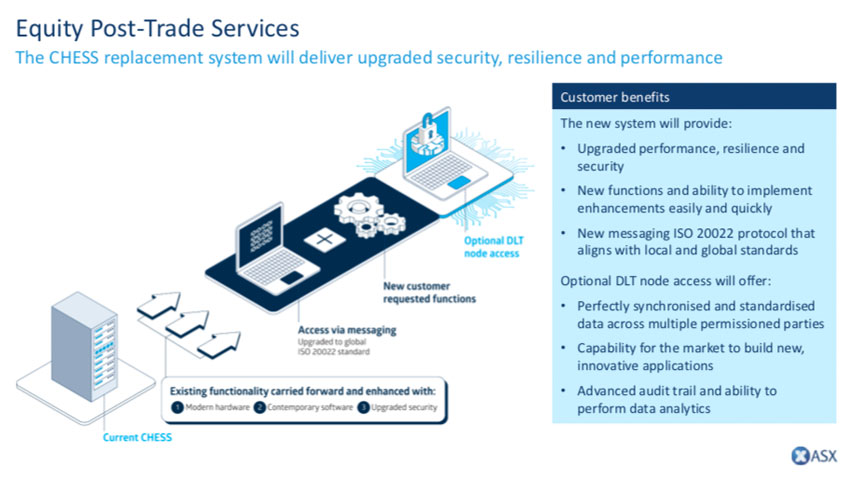 Equity Post-Trade Services
The CHESS replacement system will deliver upgraded security, resilience and performance
Optional DLT
node access
New customer
requested functions
Access via messaging
Upgraded to global
ISO 20022 standard
Existing functionality carried forward and enhanced with:
1 Modern hardware 2 Contemporary software 3 Upgraded security
Current CHESS
Customer benefits
The new system will provide:
• Upgraded performance, resilience and
security
• New functions and ability to implement
enhancements easily and quickly
• New messaging ISO 20022 protocol that
aligns with local and global standards
Optional DLT node access will offer:
• Perfectly synchronised and standardised
data across multiple permissioned parties
• Capability for the market to build new,
innovative applications
• Advanced audit trail and ability to
perform data analytics
ASX